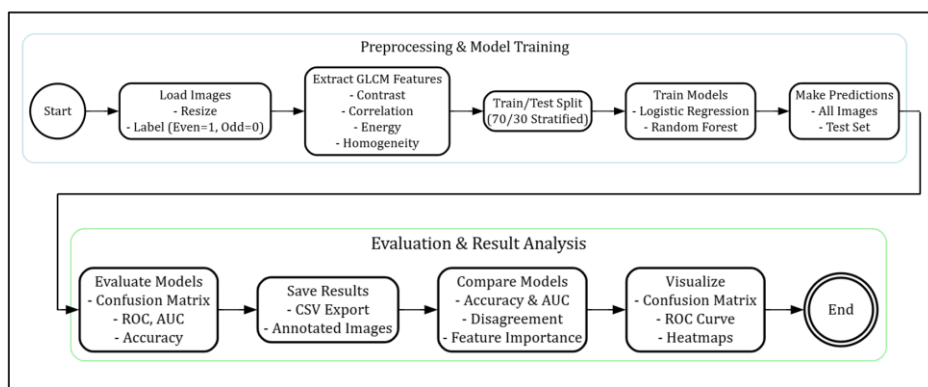 Preprocessing & Model Training
Start
Load Images
- Resize
- Label (Even=1, Odd=0)
Extract GLCM Features
- Contrast
- Correlation
- Energy
- Homogeneity
Train/Test Split
(70/30 Stratified)
Train Models
- Logistic Regression
- Random Forest
Make Predictions
- All Images
- Test Set
Evaluation & Result Analysis
Evaluate Models
- Confusion Matrix
- ROC, AUC
- Accuracy
Save Results
- CSV Export
- Annotated Images
Compare Models
- Accuracy & AUC
- Disagreement
- Feature Importance
Visualize
- Confusion Matrix
- ROC Curve
- Heatmaps
End